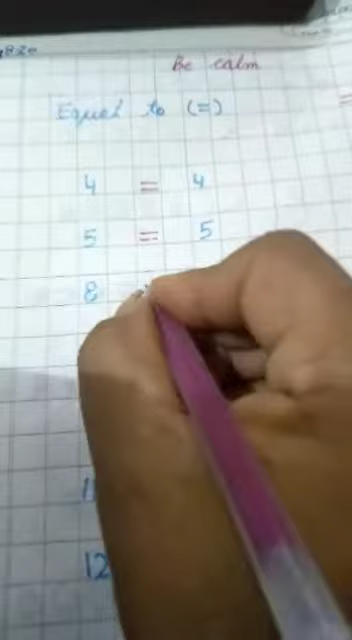 Be calm
Equal to (=)
4 = 4
5 = 5
8
12